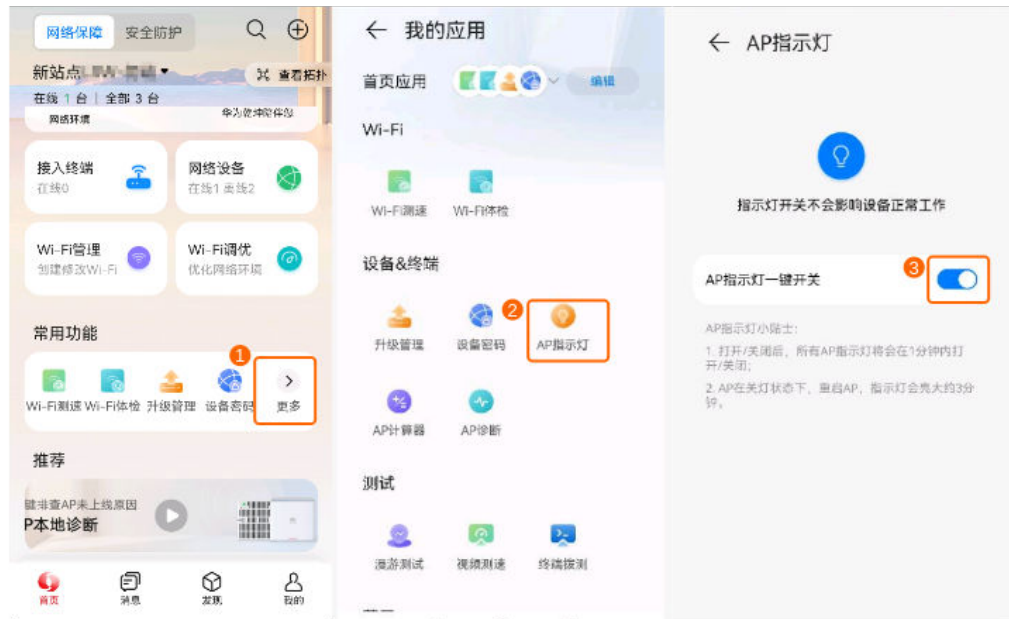 网络保障
安全防护
新站点
查看拓扑
在线 1 台 | 全部 3 台
网络环境
华为乾坤陪伴您
接入终端
在线0
网络设备
在线1 离线2
Wi-Fi管理
创建修改Wi-Fi
Wi-Fi调优
优化网络环境
常用功能
1
Wi-Fi测速
Wi-Fi体检
升级管理
设备密码
更多
推荐
键排查AP未上线原因
P本地诊断
首页
消息
发现
我的
我的应用
首页应用
编辑
Wi-Fi
Wi-Fi测速
Wi-Fi体检
设备&终端
2
升级管理
设备密码
AP指示灯
AP计算器
AP诊断
测试
漫游测试
视频测速
终端拨测
AP指示灯
指示灯开关不会影响设备正常工作
3
AP指示灯一键开关
AP指示灯小贴士:
1. 打开/关闭后，所有AP指示灯将会在1分钟内打
开/关闭;
2. AP在关灯状态下，重启AP，指示灯会亮大约3分
钟。